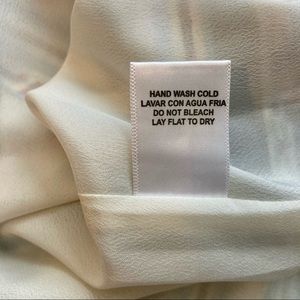 HAND WASH COLD
LAVAR CON AGUA FRIA
DO NOT BLEACH
LAY FLAT TO DRY